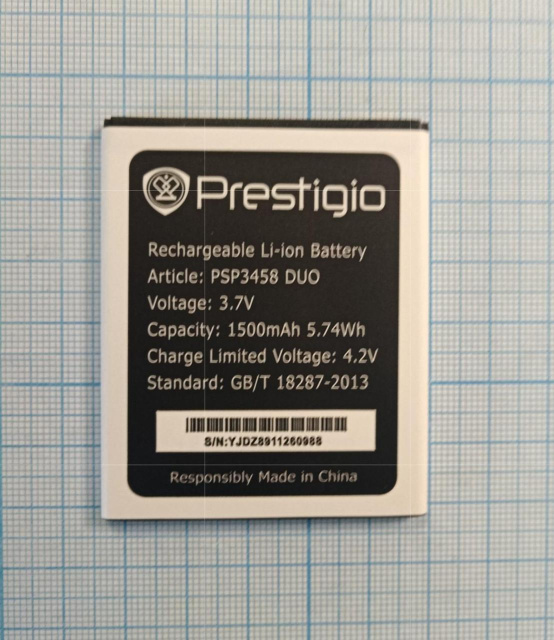 Prestigio
Rechargeable Li-ion Battery
Article: PSP3458 DUO
Voltage: 3.7V
Capacity: 1500mAh 5.74Wh
Charge Limited Voltage: 4.2V
Standard: GB/T 18287-2013
S/N:YJDZ8911260988
Responsibly Made in China